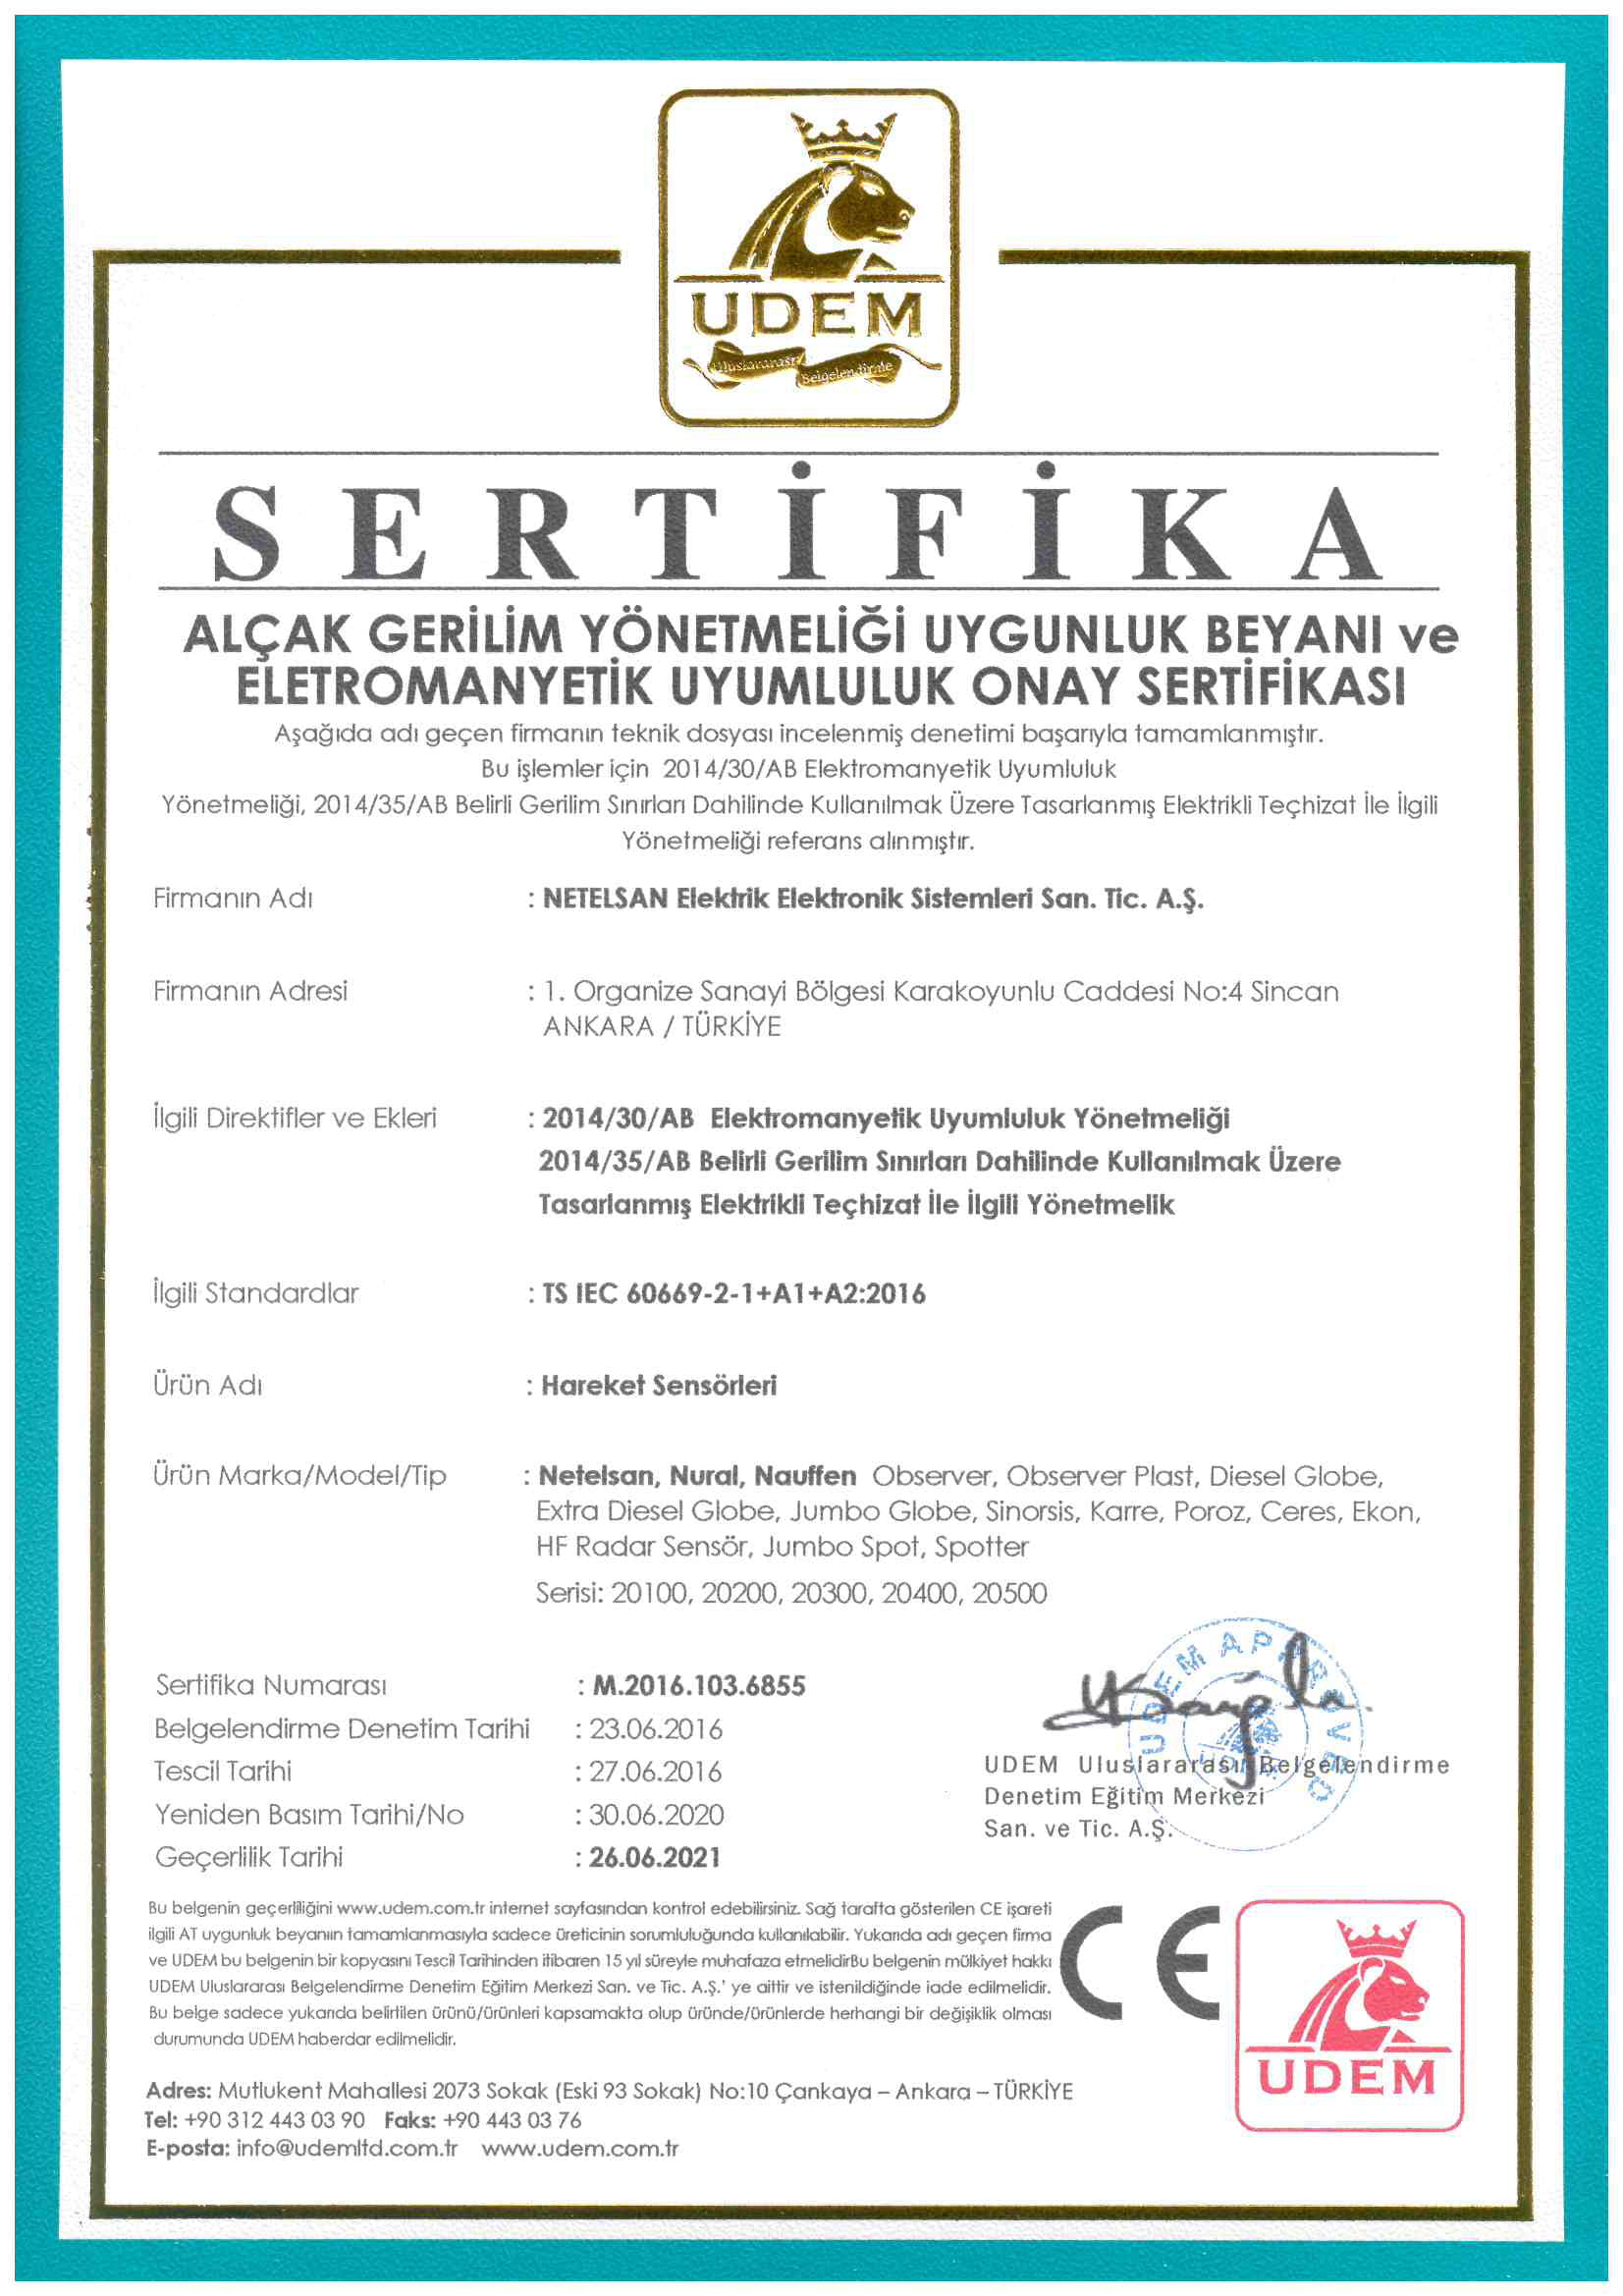 UDEM
Uluslararası
Belgelendirme
SERTİFİKA
ALÇAK GERİLİM YÖNETMELİĞİ UYGUNLUK BEYANI ve
ELETROMANYETİK UYUMLULUK ONAY SERTİFİKASI
Aşağıda adı geçen firmanın teknik dosyası incelenmiş denetimi başarıyla tamamlanmıştır.
Bu işlemler için 2014/30/AB Elektromanyetik Uyumluluk
Yönetmeliği, 2014/35/AB Belirli Gerilim Sınırları Dahilinde Kullanılmak Üzere Tasarlanmış Elektrikli Teçhizat İle İlgili
Yönetmeliği referans alınmıştır.
Firmanın Adı : NETELSAN Elektrik Elektronik Sistemleri San. Tic. A.Ş.
Firmanın Adresi : 1. Organize Sanayi Bölgesi Karakoyunlu Caddesi No:4 Sincan
ANKARA / TÜRKİYE
İlgili Direktifler ve Ekleri : 2014/30/AB Elektromanyetik Uyumluluk Yönetmeliği
2014/35/AB Belirli Gerilim Sınırları Dahilinde Kullanılmak Üzere
Tasarlanmış Elektrikli Teçhizat İle İlgili Yönetmelik
İlgili Standardlar : TS IEC 60669-2-1+A1+A2:2016
Ürün Adı : Hareket Sensörleri
Ürün Marka/Model/Tip : Netelsan, Nural, Nauffen Observer, Observer Plast, Diesel Globe,
Extra Diesel Globe, Jumbo Globe, Sinorsis, Karre, Poroz, Ceres, Ekon,
HF Radar Sensör, Jumbo Spot, Spotter
Serisi: 20100, 20200, 20300, 20400, 20500
Sertifika Numarası : M.2016.103.6855
Belgelendirme Denetim Tarihi : 23.06.2016
Tescil Tarihi : 27.06.2016
Yeniden Basım Tarihi/No : 30.06.2020
Geçerlilik Tarihi : 26.06.2021
UDEM APPROVED
UDEM Uluslararası Belgelendirme
Denetim Eğitim Merkezi
San. ve Tic. A.Ş.
Bu belgenin geçerliliğini www.udem.com.tr internet sayfasından kontrol edebilirsiniz. Sağ tarafta gösterilen CE işareti
ilgili AT uygunluk beyanıın tamamlanmasıyla sadece üreticinin sorumluluğunda kullanılabilir. Yukarıda adı geçen firma
ve UDEM bu belgenin bir kopyasını Tescil Tarihinden itibaren 15 yıl süreyle muhafaza etmelidirBu belgenin mülkiyet hakkı
UDEM Uluslararası Belgelendirme Denetim Eğitim Merkezi San. ve Tic. A.Ş.' ye aittir ve istenildiğinde iade edilmelidir.
Bu belge sadece yukarıda belirtilen ürünü/ürünleri kapsamakta olup üründe/ürünlerde herhangi bir değişiklik olması
durumunda UDEM haberdar edilmelidir.
CE
UDEM
Adres: Mutlukent Mahallesi 2073 Sokak (Eski 93 Sokak) No:10 Çankaya – Ankara – TÜRKİYE
Tel: +90 312 443 03 90 Faks: +90 443 03 76
E-posta: info@udemltd.com.tr www.udem.com.tr